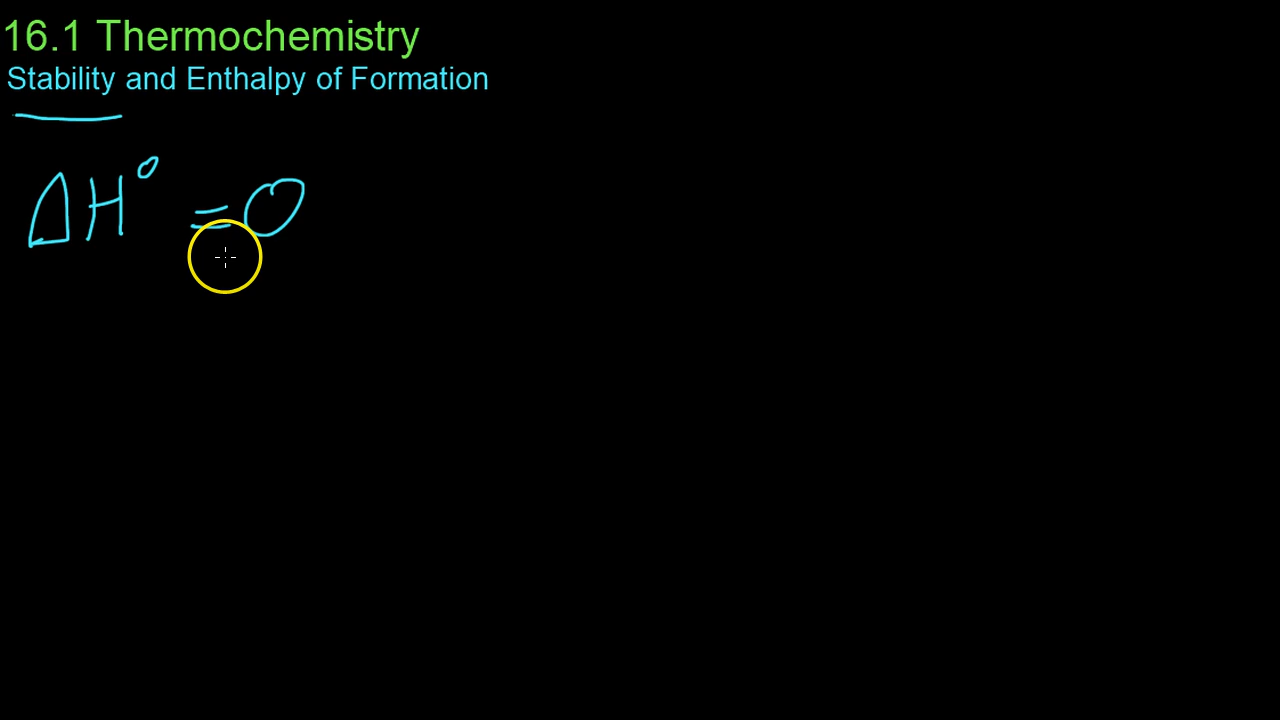 16.1 Thermochemistry
Stability and Enthalpy of Formation
ΔH° = 0